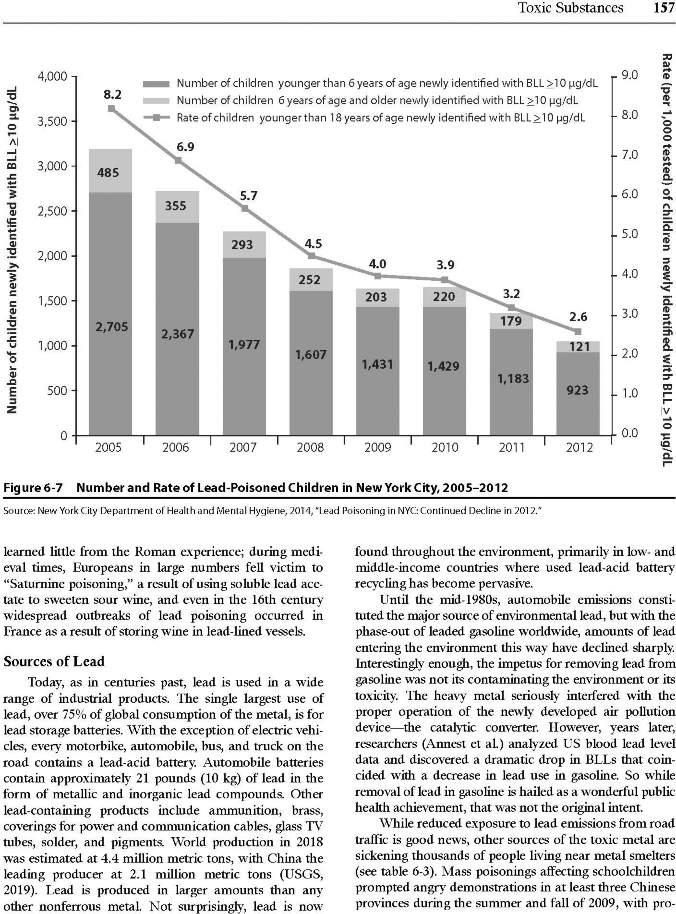 Toxic Substances 157
Number of children newly identified with BLL ≥10 µg/dL
4,000
3,500
3,000
2,500
2,000
1,500
1,000
500
0
Number of children younger than 6 years of age newly identified with BLL ≥10 µg/dL
Number of children 6 years of age and older newly identified with BLL ≥10 µg/dL
Rate of children younger than 18 years of age newly identified with BLL ≥10 µg/dL
8.2
6.9
5.7
4.5
4.0
3.9
3.2
2.6
485
355
293
252
203
220
179
121
2,705
2,367
1,977
1,607
1,431
1,429
1,183
923
2005 2006 2007 2008 2009 2010 2011 2012
9.0
8.0
7.0
6.0
5.0
4.0
3.0
2.0
1.0
0.0
Rate (per 1,000 tested) of children newly identified with BLL ≥10 µg/dL
Figure 6-7 Number and Rate of Lead-Poisoned Children in New York City, 2005–2012
Source: New York City Department of Health and Mental Hygiene, 2014, "Lead Poisoning in NYC: Continued Decline in 2012."
learned little from the Roman experience; during medi-
eval times, Europeans in large numbers fell victim to
“Saturnine poisoning,” a result of using soluble lead ace-
tate to sweeten sour wine, and even in the 16th century
widespread outbreaks of lead poisoning occurred in
France as a result of storing wine in lead-lined vessels.
Sources of Lead
Today, as in centuries past, lead is used in a wide
range of industrial products. The single largest use of
lead, over 75% of global consumption of the metal, is for
lead storage batteries. With the exception of electric vehi-
cles, every motorbike, automobile, bus, and truck on the
road contains a lead-acid battery. Automobile batteries
contain approximately 21 pounds (10 kg) of lead in the
form of metallic and inorganic lead compounds. Other
lead-containing products include ammunition, brass,
coverings for power and communication cables, glass TV
tubes, solder, and pigments. World production in 2018
was estimated at 4.4 million metric tons, with China the
leading producer at 2.1 million metric tons (USGS,
2019). Lead is produced in larger amounts than any
other nonferrous metal. Not surprisingly, lead is now
found throughout the environment, primarily in low- and
middle-income countries where used lead-acid battery
recycling has become pervasive.
Until the mid-1980s, automobile emissions consti-
tuted the major source of environmental lead, but with the
phase-out of leaded gasoline worldwide, amounts of lead
entering the environment this way have declined sharply.
Interestingly enough, the impetus for removing lead from
gasoline was not its contaminating the environment or its
toxicity. The heavy metal seriously interfered with the
proper operation of the newly developed air pollution
device—the catalytic converter. However, years later,
researchers (Annest et al.) analyzed US blood lead level
data and discovered a dramatic drop in BLLs that coin-
cided with a decrease in lead use in gasoline. So while
removal of lead in gasoline is hailed as a wonderful public
health achievement, that was not the original intent.
While reduced exposure to lead emissions from road
traffic is good news, other sources of the toxic metal are
sickening thousands of people living near metal smelters
(see table 6-3). Mass poisonings affecting schoolchildren
prompted angry demonstrations in at least three Chinese
provinces during the summer and fall of 2009, with pro-